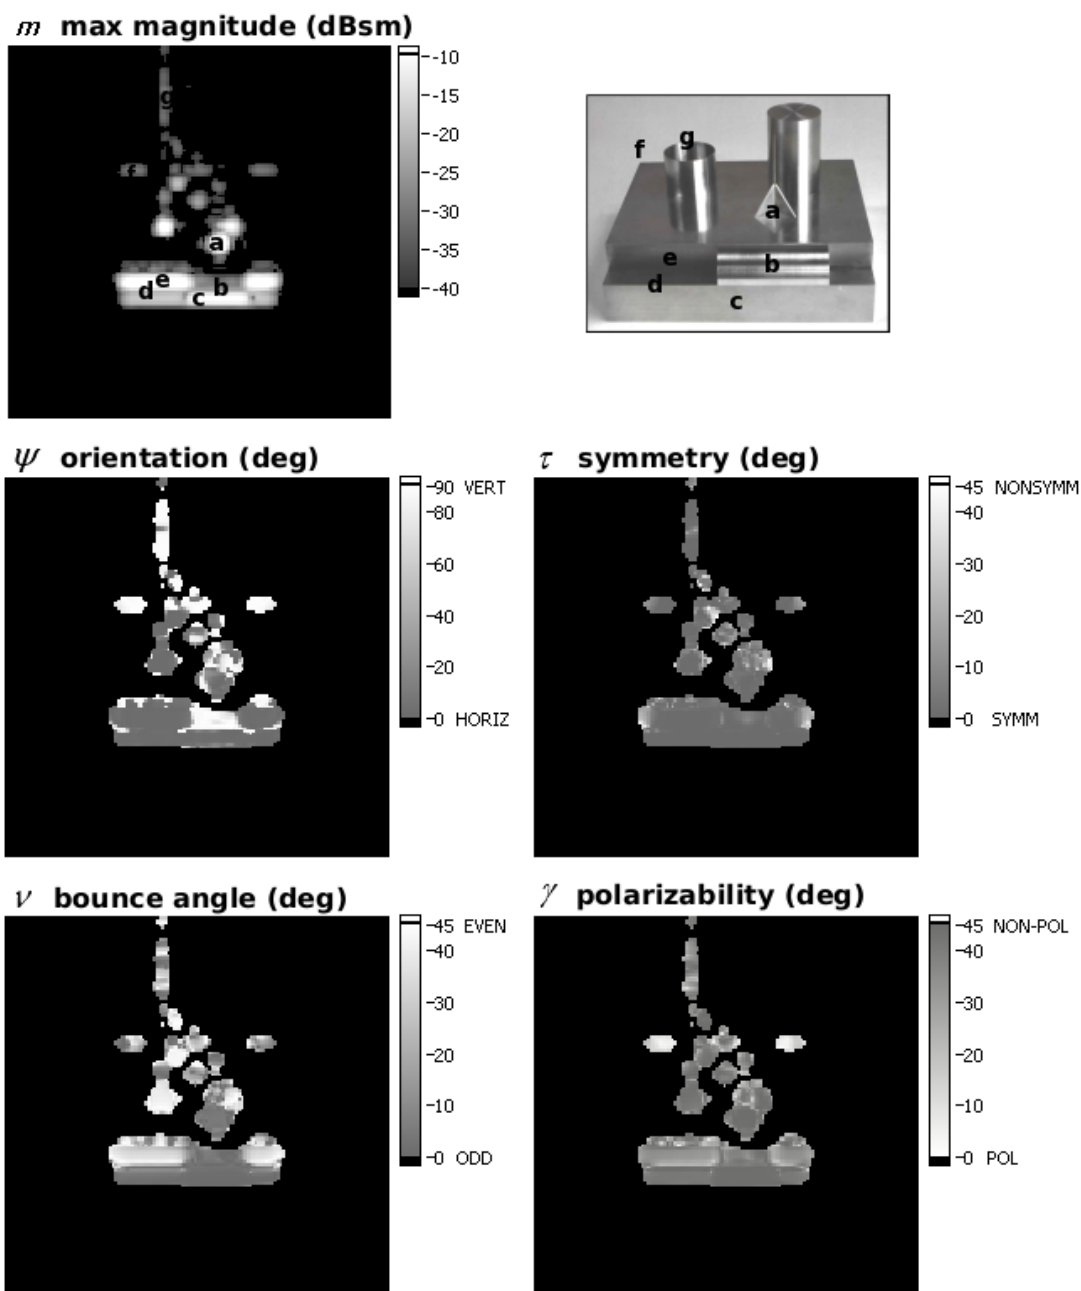 m max magnitude (dBsm)
-10
-15
-20
-25
-30
-35
-40
g
f
a
e
d
b
c
f
g
a
e
b
d
c
ψ orientation (deg)
90 VERT
80
60
40
20
0 HORIZ
τ symmetry (deg)
45 NONSYMM
40
30
20
10
0 SYMM
ν bounce angle (deg)
45 EVEN
40
30
20
10
0 ODD
γ polarizability (deg)
45 NON-POL
40
30
20
10
0 POL